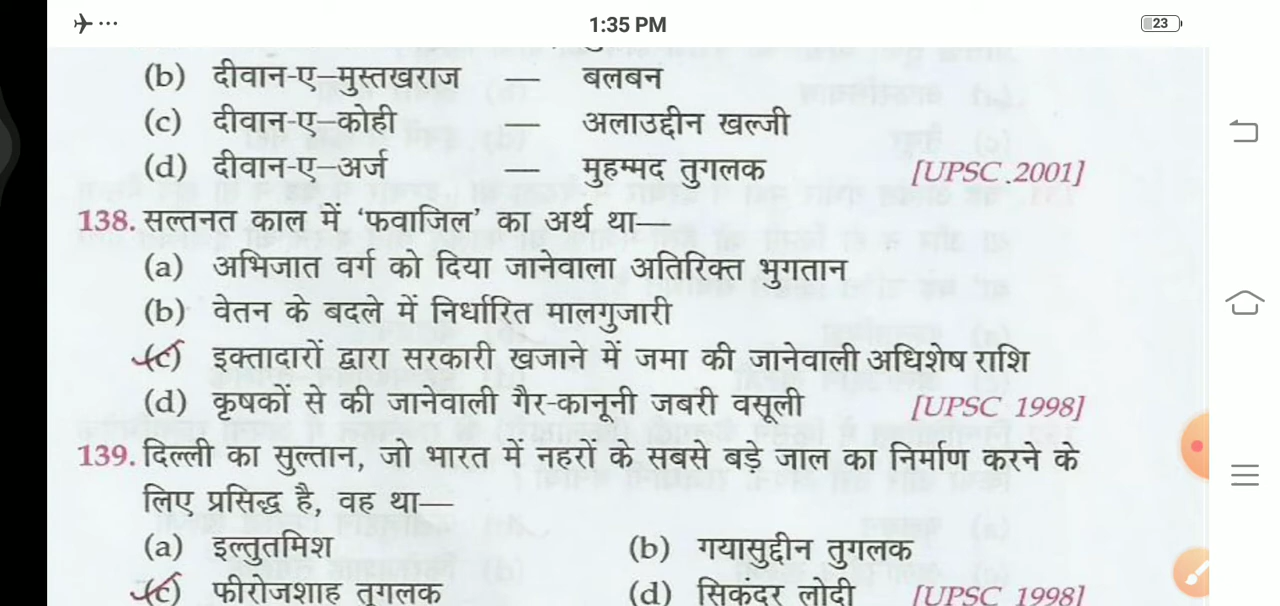 1:35 PM
23
(b) दीवान-ए–मुस्तखराज — बलबन
(c) दीवान-ए–कोही — अलाउद्दीन खल्जी
(d) दीवान-ए–अर्ज — मुहम्मद तुगलक [UPSC 2001]
138. सल्तनत काल में ‘फवाजिल’ का अर्थ था—
(a) अभिजात वर्ग को दिया जानेवाला अतिरिक्त भुगतान
(b) वेतन के बदले में निर्धारित मालगुजारी
(c) इक्तादारों द्वारा सरकारी खजाने में जमा की जानेवाली अधिशेष राशि
(d) कृषकों से की जानेवाली गैर-कानूनी जबरी वसूली [UPSC 1998]
139. दिल्ली का सुल्तान, जो भारत में नहरों के सबसे बड़े जाल का निर्माण करने के
लिए प्रसिद्ध है, वह था—
(a) इल्तुतमिश (b) गयासुद्दीन तुगलक
(c) फीरोजशाह तुगलक (d) सिकंदर लोदी [UPSC 1998]